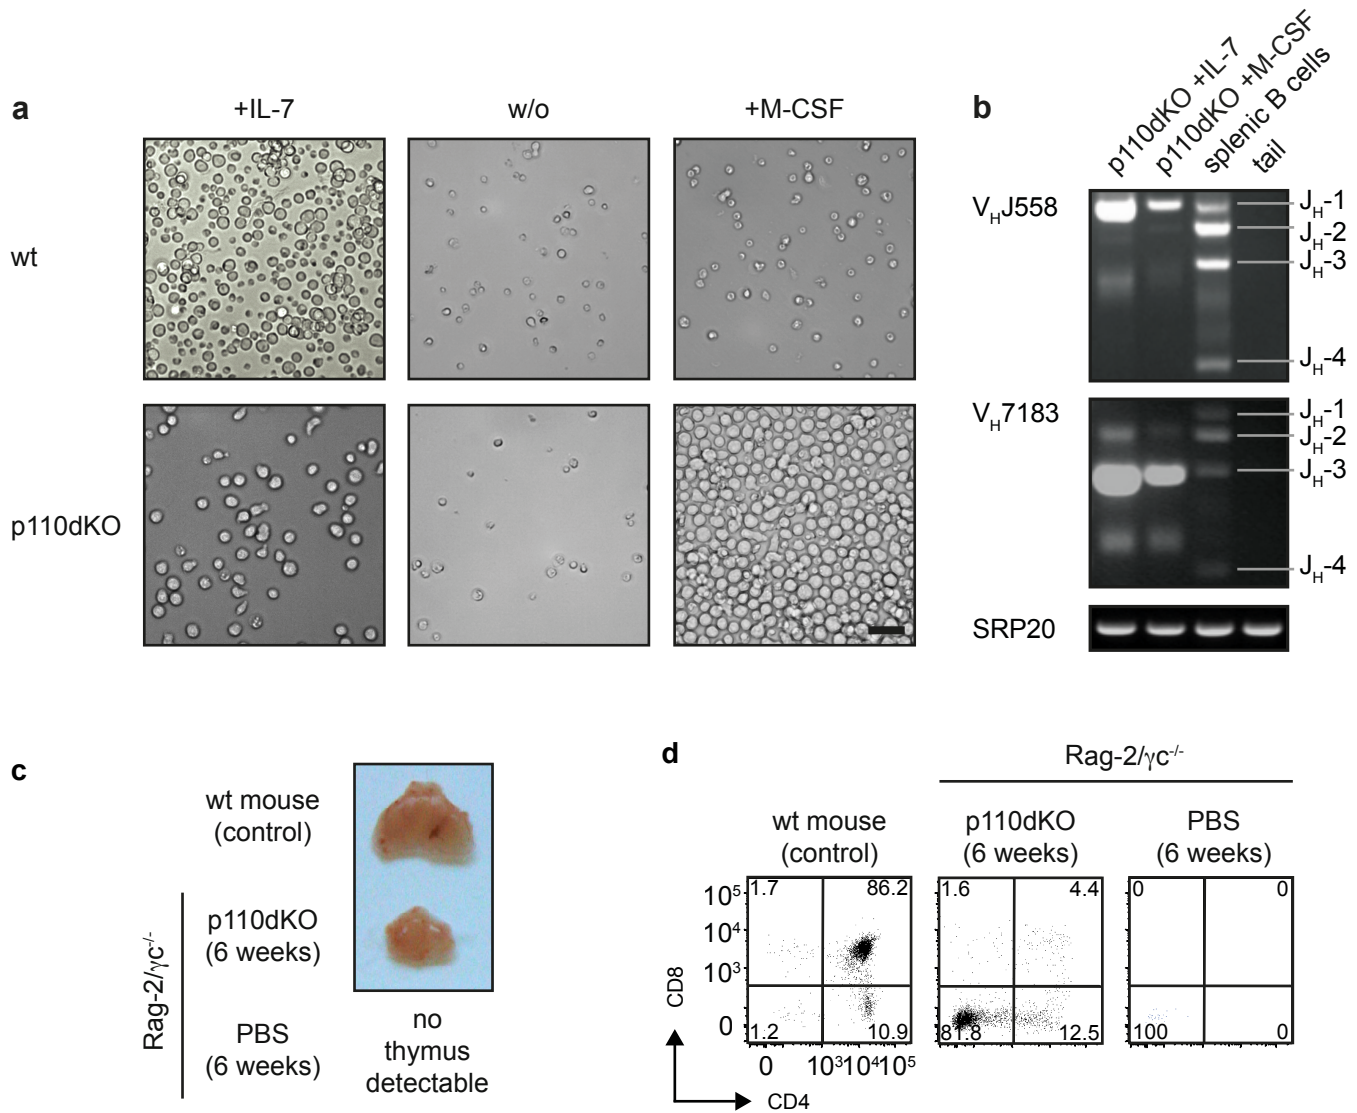 a
+IL-7
w/o
+M-CSF
wt
p110dKO
b
p110dKO +IL-7
p110dKO +M-CSF
splenic B cells
tail
VHJ558
JH-1
JH-2
JH-3
JH-4
VH7183
JH-1
JH-2
JH-3
JH-4
SRP20
c
wt mouse
(control)
Rag-2/γc-/-
p110dKO
(6 weeks)
PBS
(6 weeks)
no
thymus
detectable
d
Rag-2/γc-/-
wt mouse
(control)
p110dKO
(6 weeks)
PBS
(6 weeks)
CD8
10⁵
10⁴
10³
0
1.7 86.2
1.2 10.9
1.6 4.4
81.8 12.5
0 0
100 0
0 10³10⁴10⁵
CD4